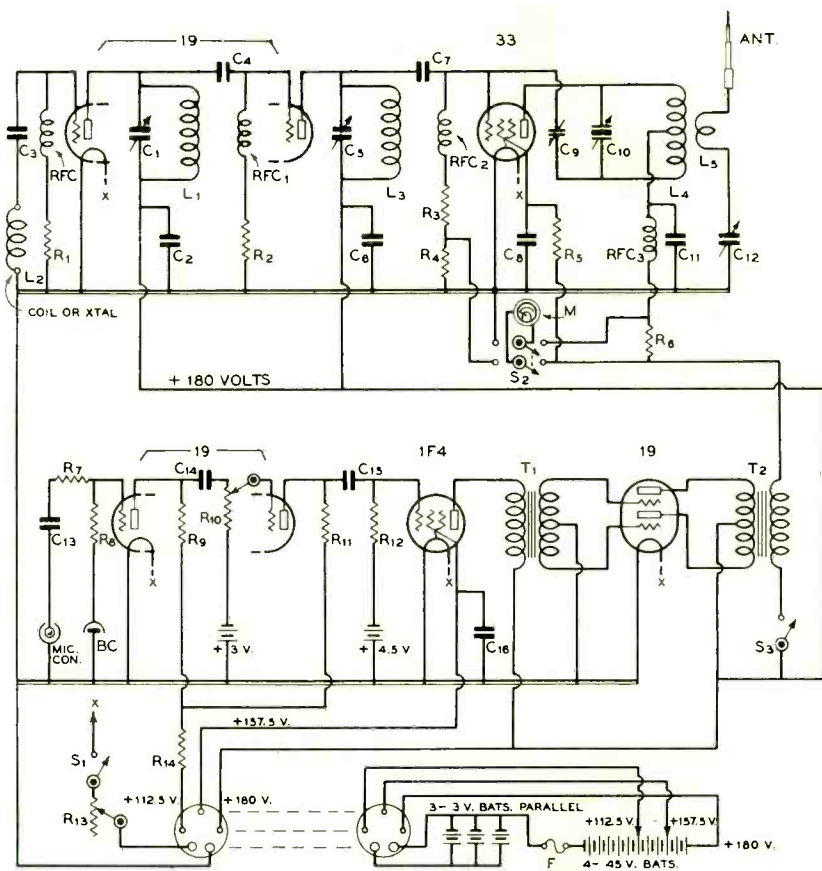 19 33 ANT.
C4 C7
C3 RFC C1 L1 RFC1 C5 L3 RFC2 C9 C10 L4 L5
X X
R1 C2 R2 C6 R3 R4 C8 R5 RFC3 C11 C12
L2
COIL OR XTAL
M
S2
R6
+ 180 VOLTS
19 1F4 19
R7 C14 C15 T1 T2
C13 R8 R9 R10 R11 R12
X X X
MIC. CON. BC + 3 V. + 4.5 V. C16 S3
X
S1 R14 +157.5 V.
R13 +112.5 V. +180 V.
3- 3 V. BATS. PARALLEL
+112.5 V. +157.5 V.
F 4- 45 V. BATS. +180 V.